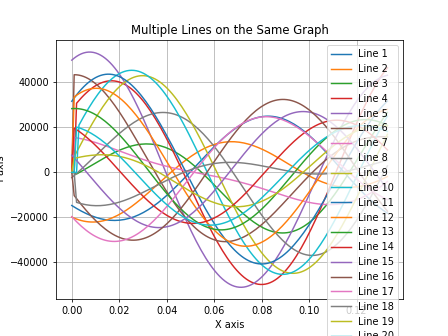 Multiple Lines on the Same Graph
Line 1
Line 2
Line 3
Line 4
Line 5
Line 6
Line 7
Line 8
Line 9
Line 10
Line 11
Line 12
Line 13
Line 14
Line 15
Line 16
Line 17
Line 18
Line 19
Line 20
40000
20000
0
−20000
−40000
0.00 0.02 0.04 0.06 0.08 0.10
X axis